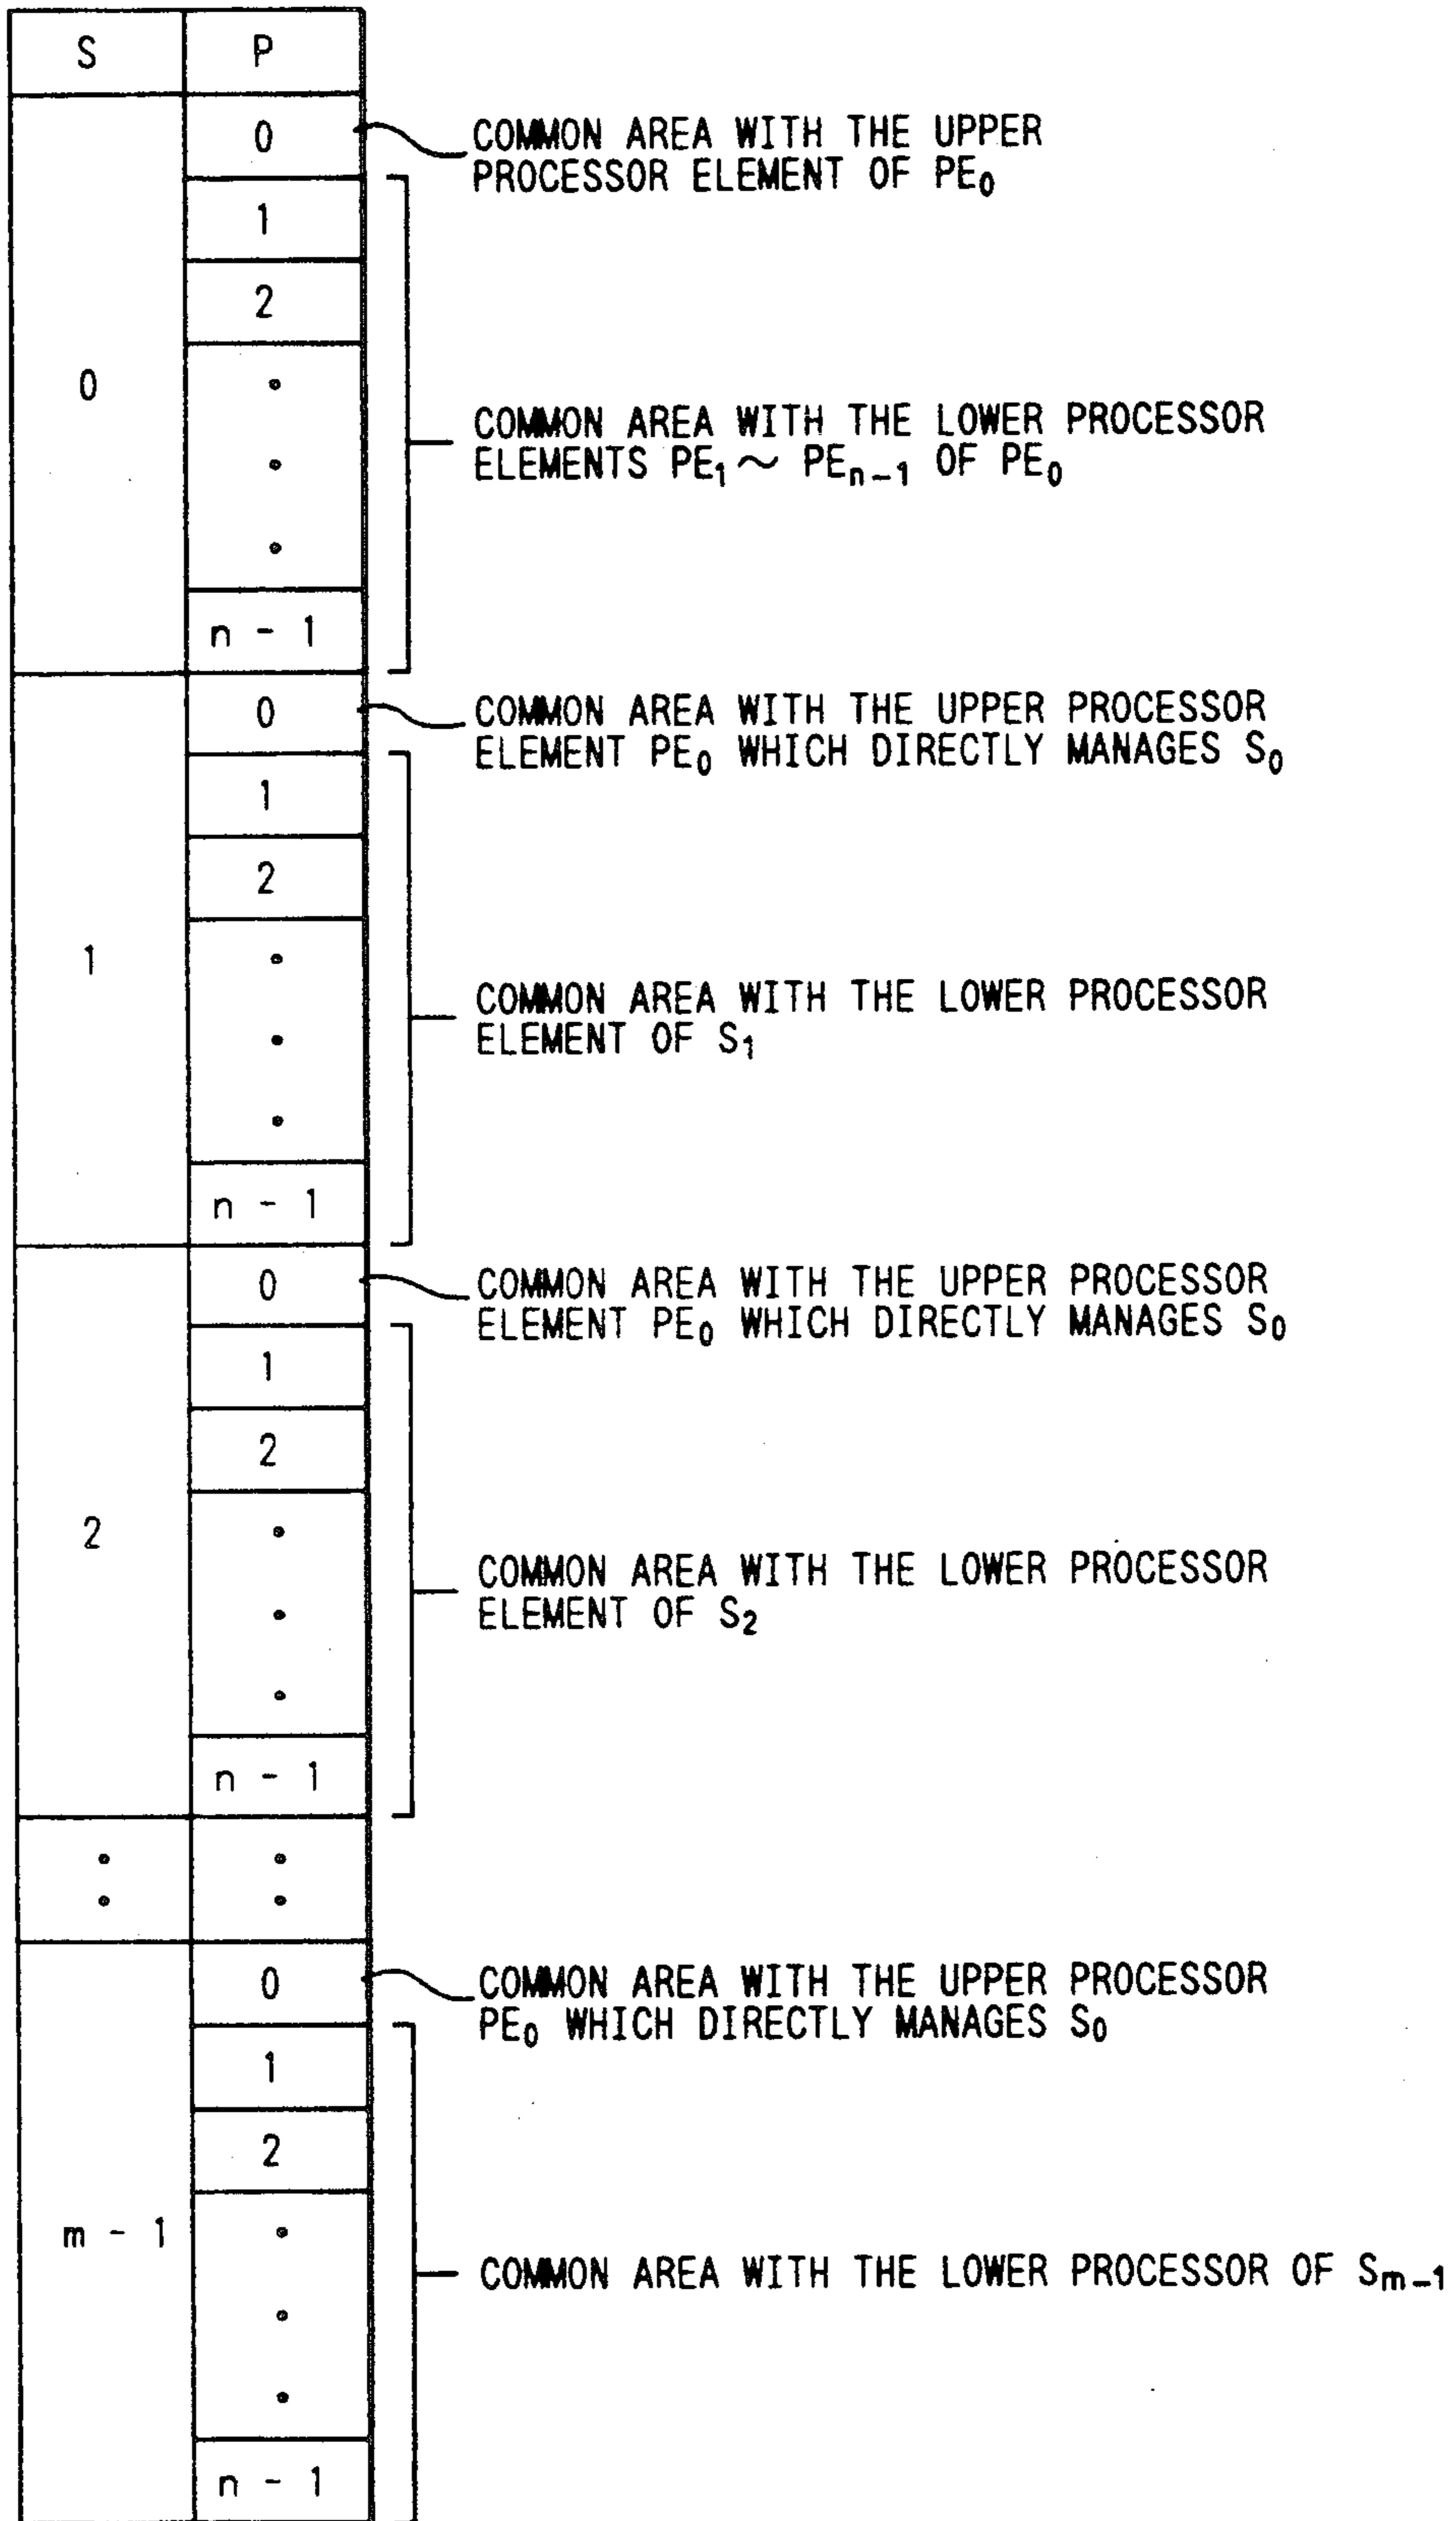 S P
0
0
COMMON AREA WITH THE UPPER
PROCESSOR ELEMENT OF PE₀
1
2
COMMON AREA WITH THE LOWER PROCESSOR
ELEMENTS PE₁ ~ PEₙ₋₁ OF PE₀
n - 1
1
0
COMMON AREA WITH THE UPPER PROCESSOR
ELEMENT PE₀ WHICH DIRECTLY MANAGES S₀
1
2
COMMON AREA WITH THE LOWER PROCESSOR
ELEMENT OF S₁
n - 1
2
0
COMMON AREA WITH THE UPPER PROCESSOR
ELEMENT PE₀ WHICH DIRECTLY MANAGES S₀
1
2
COMMON AREA WITH THE LOWER PROCESSOR
ELEMENT OF S₂
n - 1
m - 1
0
COMMON AREA WITH THE UPPER PROCESSOR
PE₀ WHICH DIRECTLY MANAGES S₀
1
2
COMMON AREA WITH THE LOWER PROCESSOR OF Sₘ₋₁
n - 1